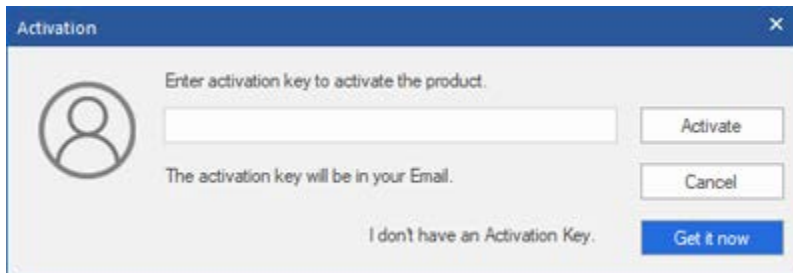 Activation
Enter activation key to activate the product.
Activate
The activation key will be in your Email.
Cancel
I don't have an Activation Key.
Get it now